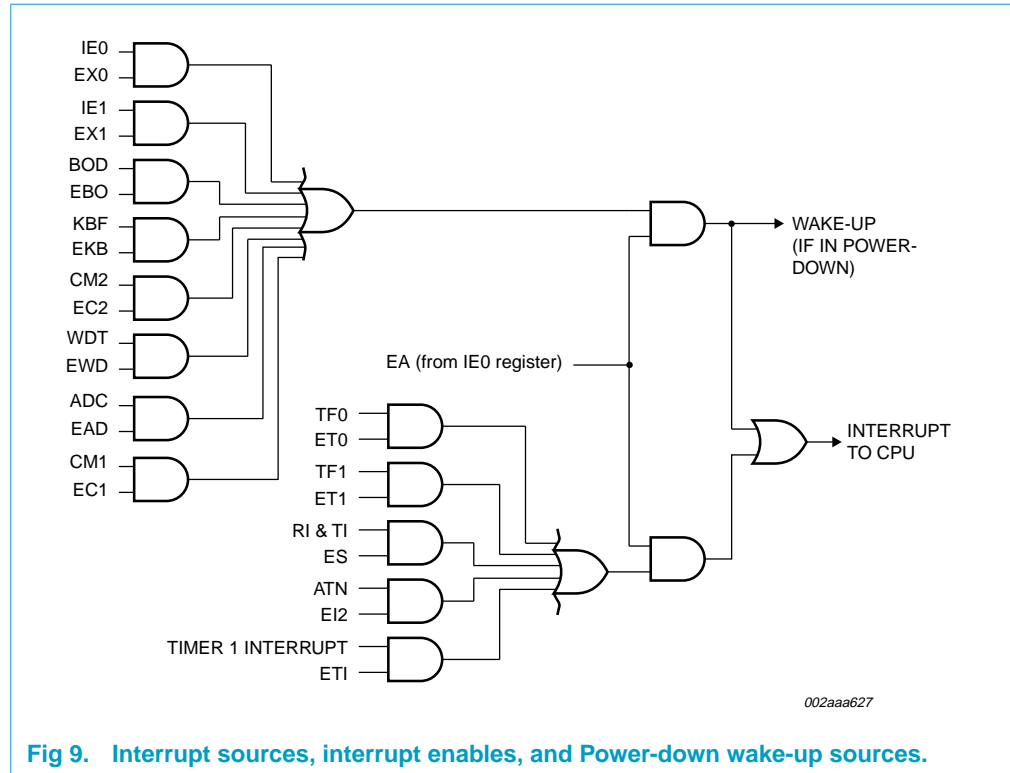 IE0
EX0
IE1
EX1
BOD
EBO
KBF
EKB
CM2
EC2
WDT
EWD
ADC
EAD
CM1
EC1
WAKE-UP
(IF IN POWER-
DOWN)
EA (from IE0 register)
TF0
ET0
TF1
ET1
RI & TI
ES
ATN
EI2
TIMER 1 INTERRUPT
ETI
INTERRUPT
TO CPU
002aaa627
Fig 9. Interrupt sources, interrupt enables, and Power-down wake-up sources.